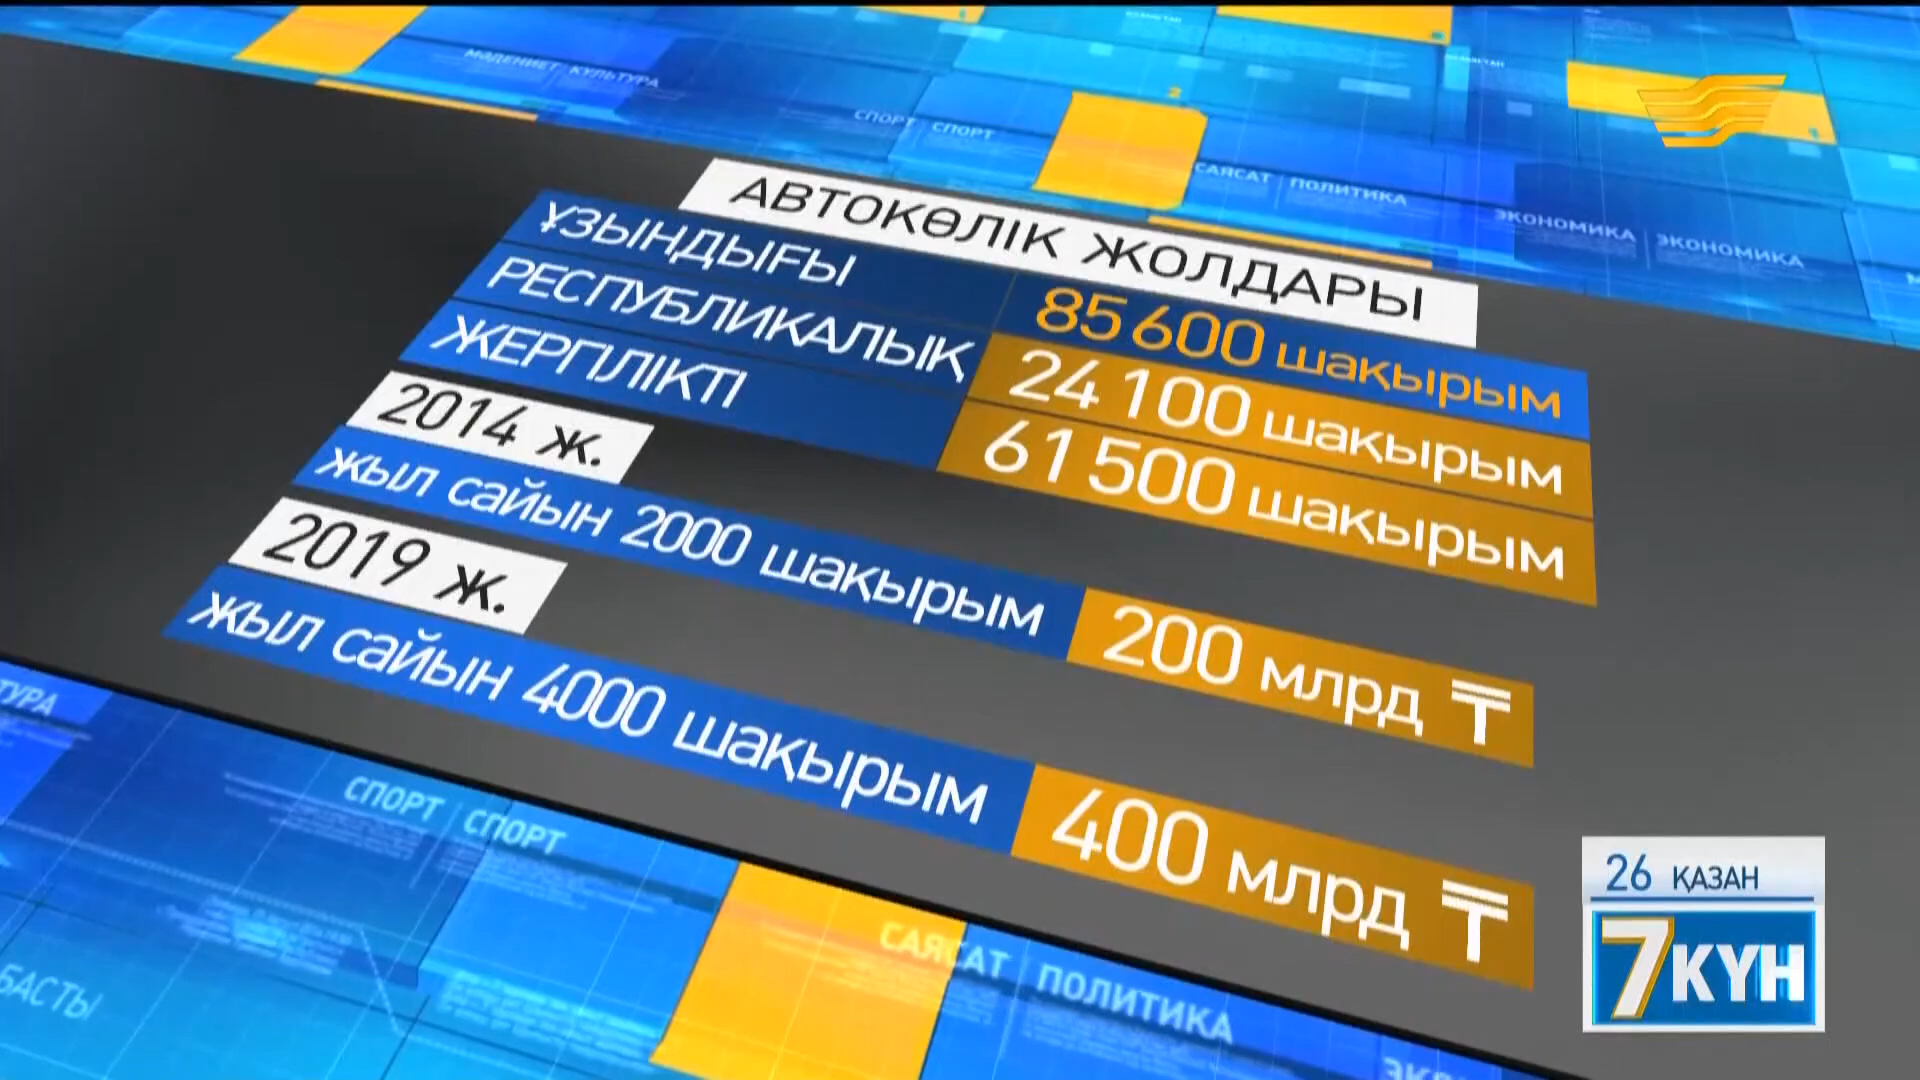 МӘДЕНИЕТ КУЛЬТУРА
СПОРТ СПОРТ
САЯСАТ ПОЛИТИКА
ЭКОНОМИКА ЭКОНОМИКА
АВТОКӨЛІК ЖОЛДАРЫ
ҰЗЫНДЫҒЫ 85 600 шақырым
РЕСПУБЛИКАЛЫҚ 24 100 шақырым
ЖЕРГІЛІКТІ 61 500 шақырым
2014 ж.
жыл сайын 2000 шақырым 200 млрд ₸
2019 ж.
жыл сайын 4000 шақырым 400 млрд ₸
СПОРТ СПОРТ
САЯСАТ ПОЛИТИКА
26 ҚАЗАН
7КҮН